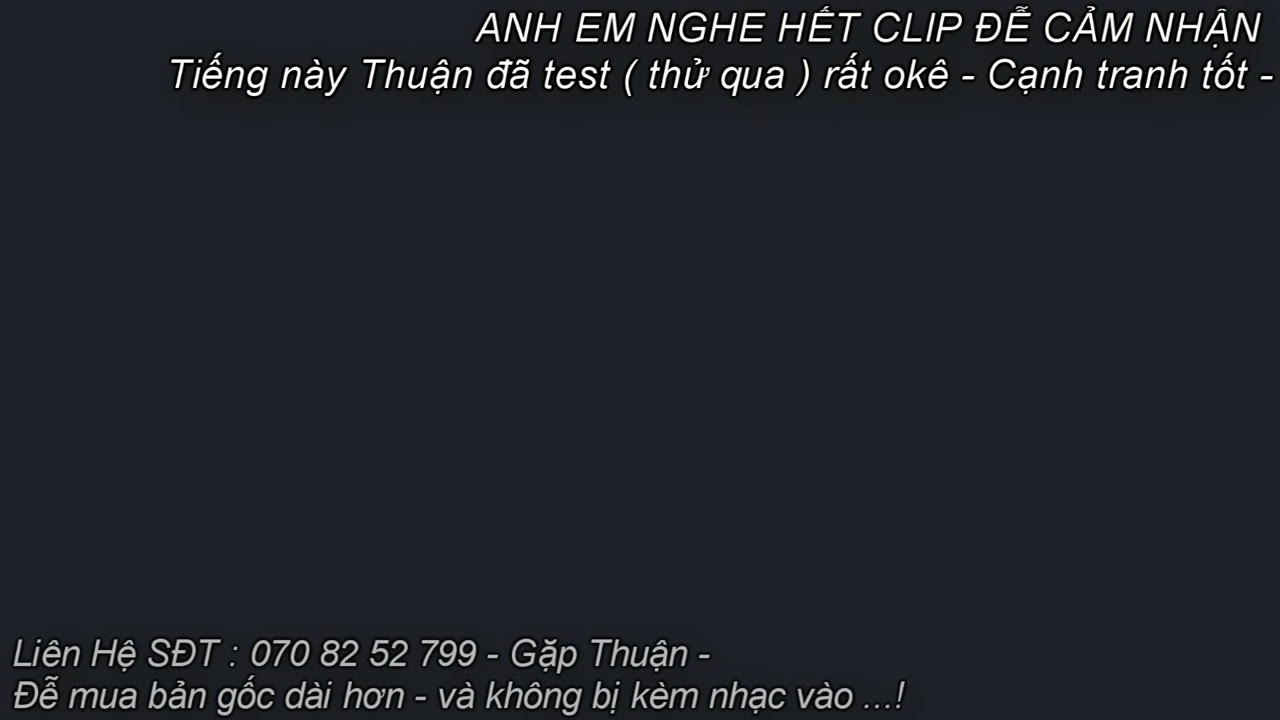 ANH EM NGHE HẾT CLIP ĐỄ CẢM NHẬN
Tiếng này Thuận đã test ( thử qua ) rất okê - Cạnh tranh tốt -
Liên Hệ SĐT : 070 82 52 799 - Gặp Thuận -
Đễ mua bản gốc dài hơn - và không bị kèm nhạc vào ...!